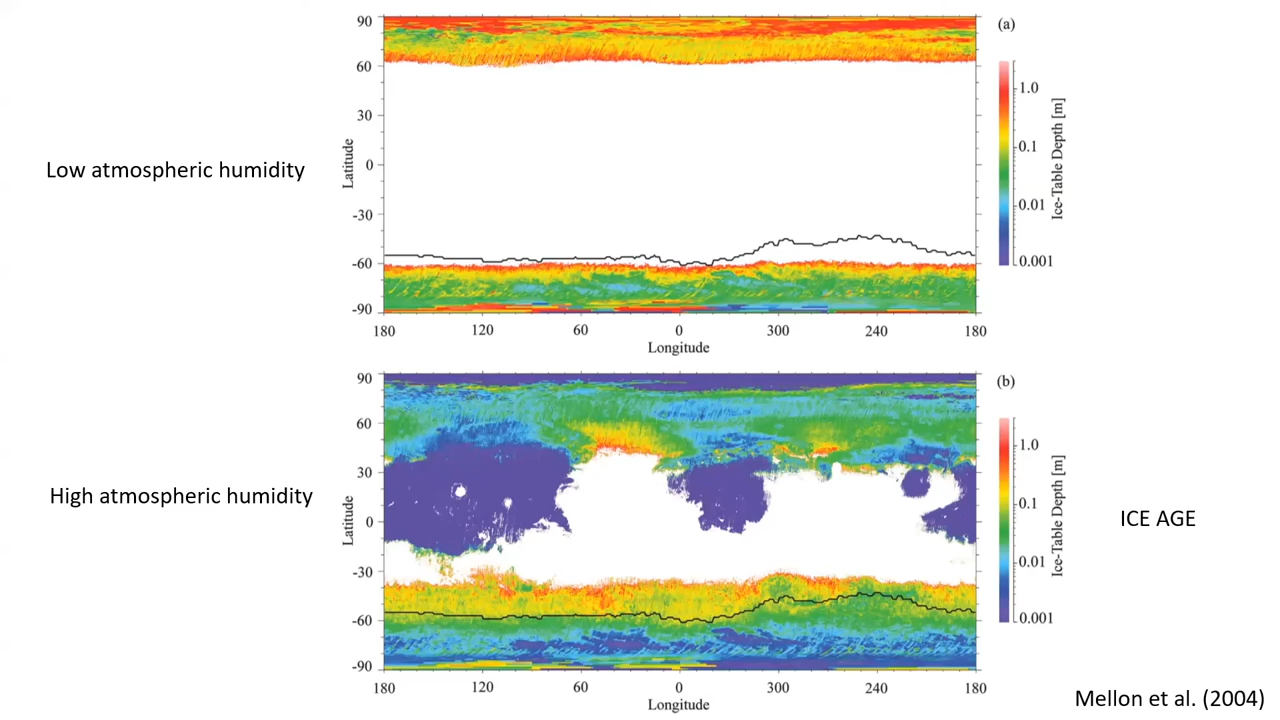 (a)
90
60
30
0
-30
-60
-90
Latitude
180 120 60 0 300 240 180
Longitude
1.0
0.1
0.01
0.001
Ice-Table Depth [m]
Low atmospheric humidity
(b)
90
60
30
0
-30
-60
-90
Latitude
180 120 60 0 300 240 180
Longitude
1.0
0.1
0.01
0.001
Ice-Table Depth [m]
High atmospheric humidity
ICE AGE
Mellon et al. (2004)